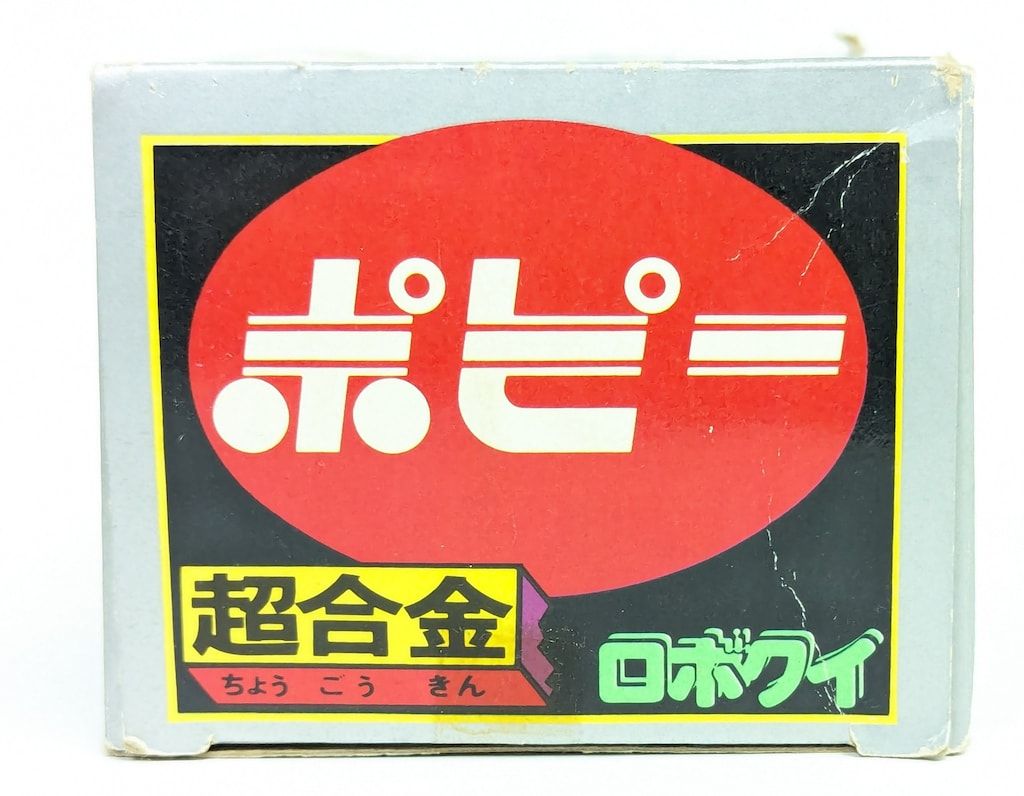 ポピー
超合金
ちょう ごう きん
ロボクイ